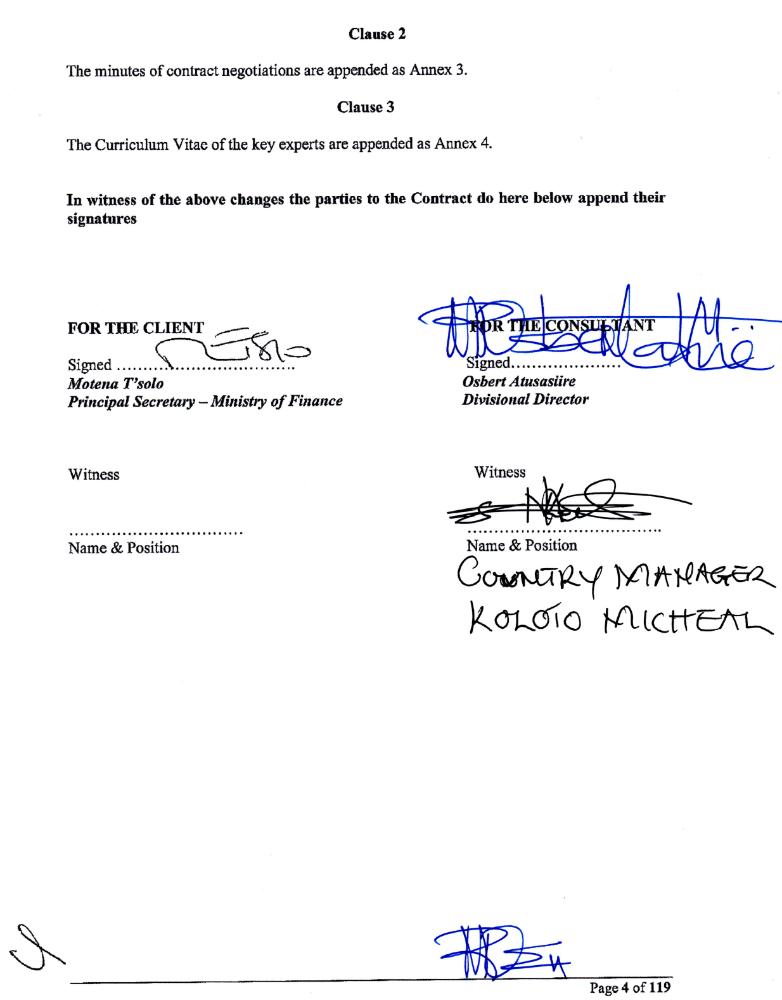 Clause 2
The minutes of contract negotiations are appended as Annex 3.
Clause 3
The Curriculum Vitae of the key experts are appended as Annex 4.
In witness of the above changes the parties to the Contract do here below append their
signatures
FOR THE CLIENT
Signed ..................................
Motena T'solo
Principal Secretary – Ministry of Finance
FOR THE CONSULTANT
Signed.....................
Osbert Atusasiire
Divisional Director
Witness
................................
Name & Position
Witness
....................................
Name & Position
COUNTRY MANAGER
KOLOTO MICHEAL
Page 4 of 119